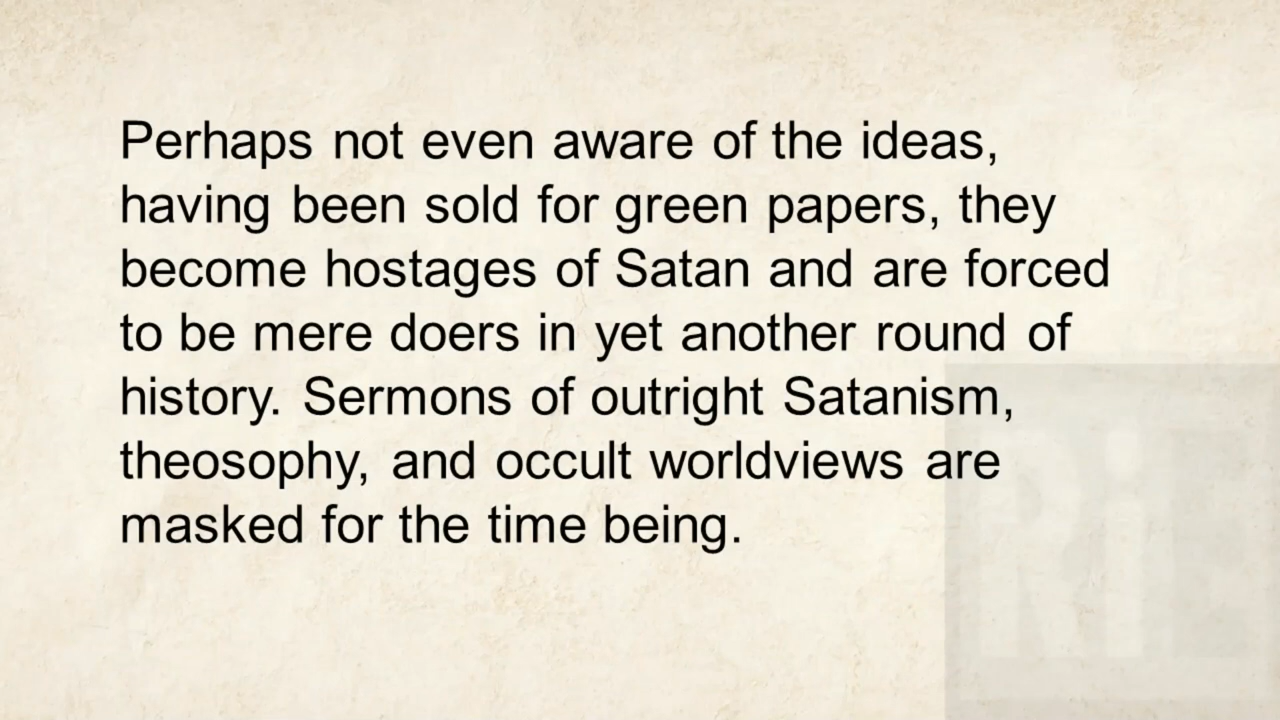 Perhaps not even aware of the ideas,
having been sold for green papers, they
become hostages of Satan and are forced
to be mere doers in yet another round of
history. Sermons of outright Satanism,
theosophy, and occult worldviews are
masked for the time being.